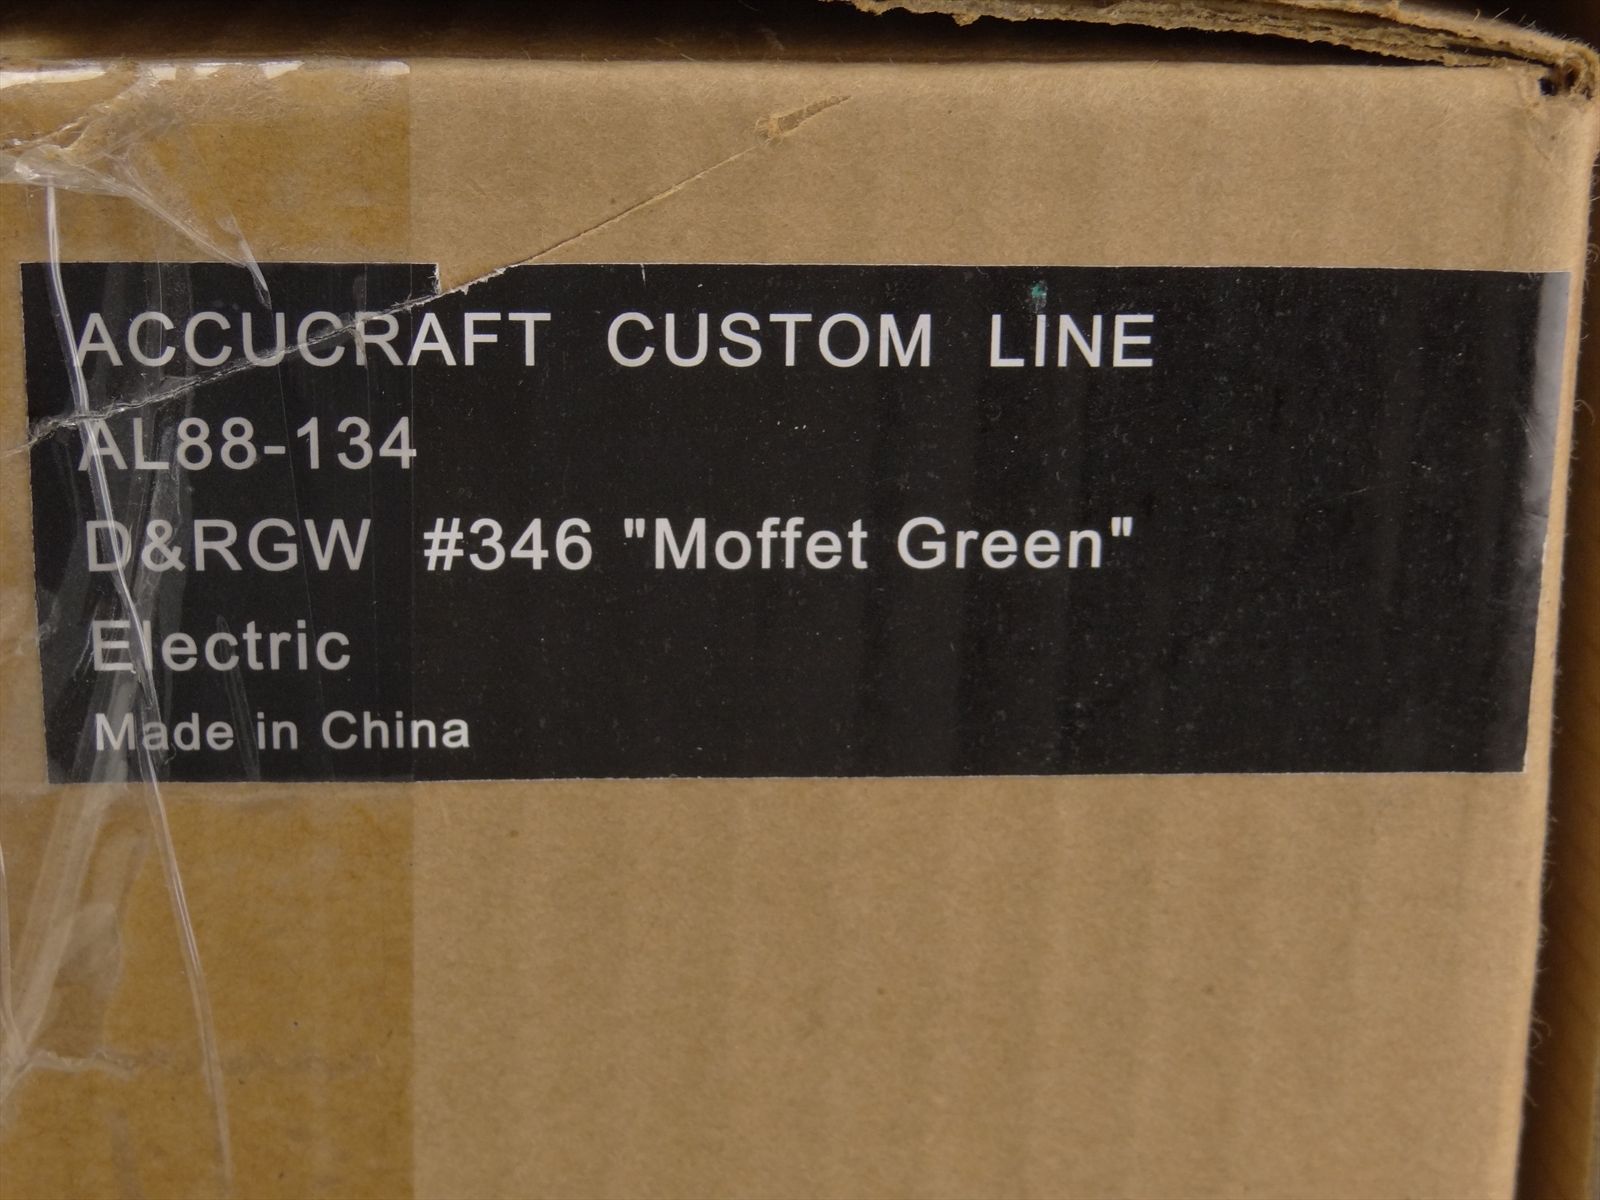 ACCUCRAFT CUSTOM LINE
AL88-134
D&RGW #346 "Moffet Green"
Electric
Made in China